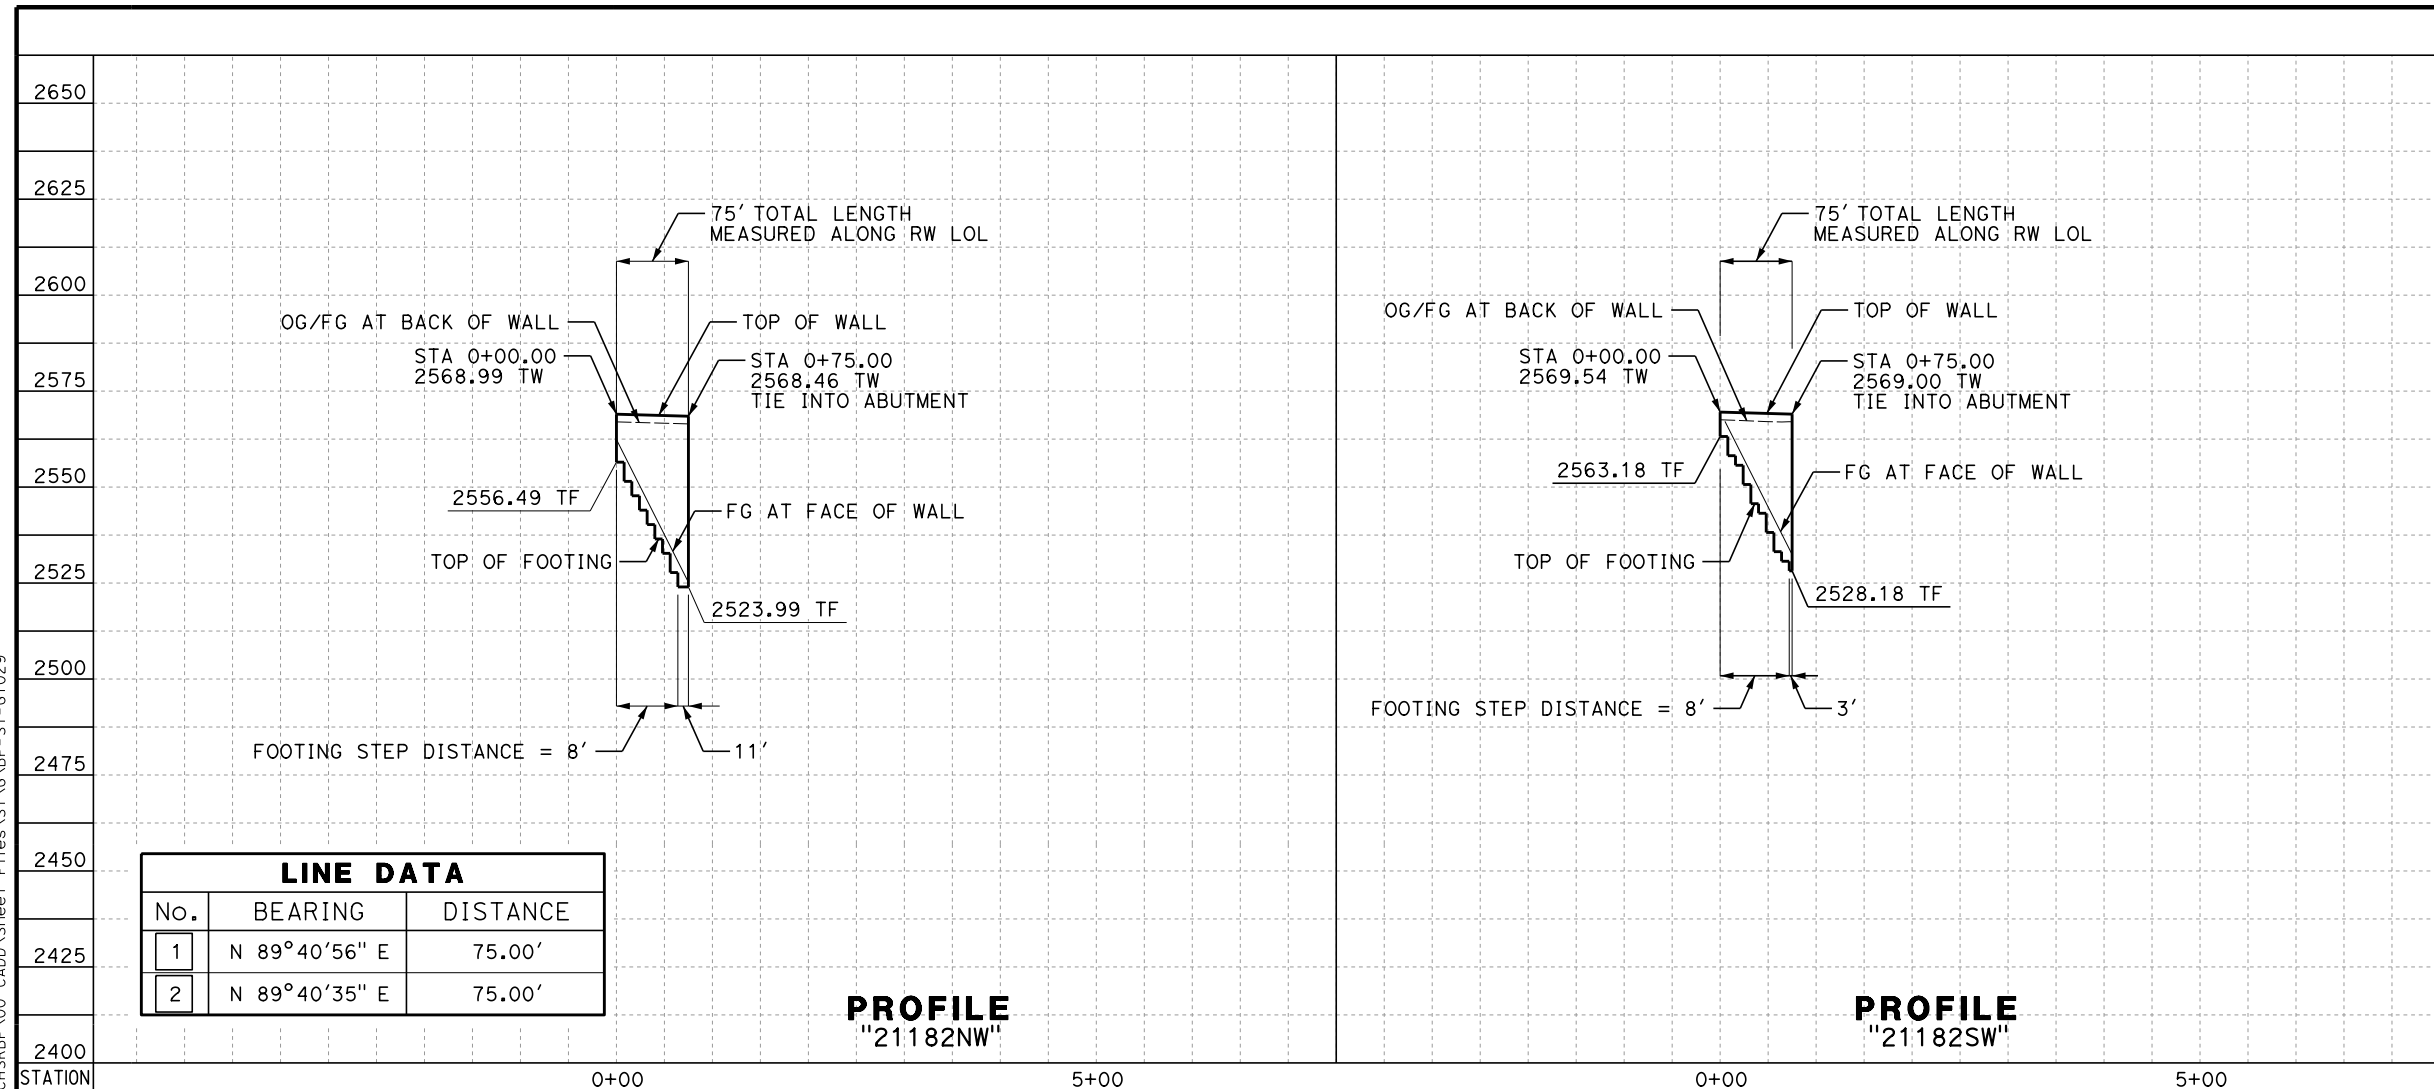 2650
2625
2600
2575
2550
2525
2500
2475
2450
2425
2400
STATION
75' TOTAL LENGTH
MEASURED ALONG RW LOL
OG/FG AT BACK OF WALL
TOP OF WALL
STA 0+00.00
2568.99 TW
STA 0+75.00
2568.46 TW
TIE INTO ABUTMENT
2556.49 TF
FG AT FACE OF WALL
TOP OF FOOTING
2523.99 TF
FOOTING STEP DISTANCE = 8'
11'
LINE DATA
No. BEARING DISTANCE
1 N 89°40'56" E 75.00'
2 N 89°40'35" E 75.00'
PROFILE
"21182NW"
0+00 5+00
75' TOTAL LENGTH
MEASURED ALONG RW LOL
OG/FG AT BACK OF WALL
TOP OF WALL
STA 0+00.00
2569.54 TW
STA 0+75.00
2569.00 TW
TIE INTO ABUTMENT
2563.18 TF
FG AT FACE OF WALL
TOP OF FOOTING
2528.18 TF
FOOTING STEP DISTANCE = 8'
3'
PROFILE
"21182SW"
0+00 5+00